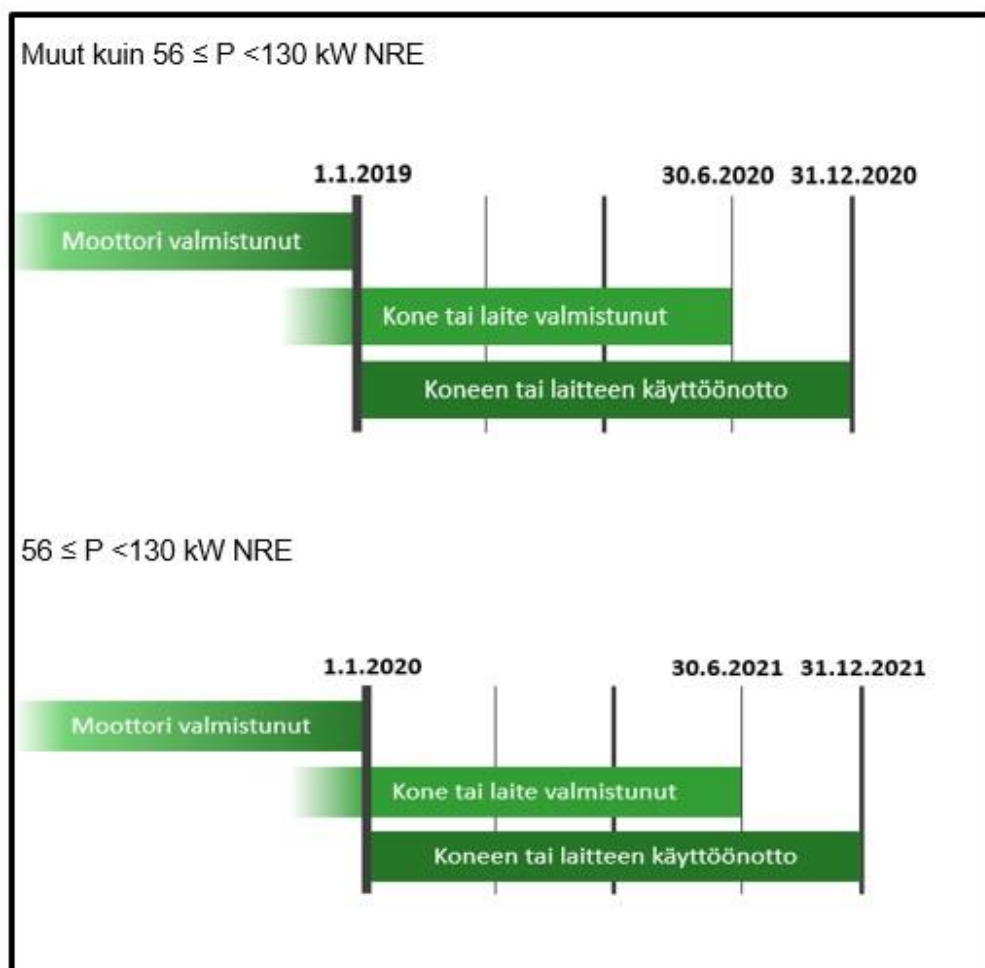 Muut kuin 56 ≤ P <130 kW NRE
1.1.2019
30.6.2020
31.12.2020
Moottori valmistunut
Kone tai laite valmistunut
Koneen tai laitteen käyttöönotto
56 ≤ P <130 kW NRE
1.1.2020
30.6.2021
31.12.2021
Moottori valmistunut
Kone tai laite valmistunut
Koneen tai laitteen käyttöönotto